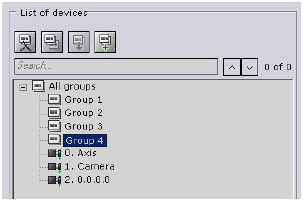 List of devices
Search...
0 of 0
All groups
Group 1
Group 2
Group 3
Group 4
0. Axis
1. Camera
2. 0.0.0.0